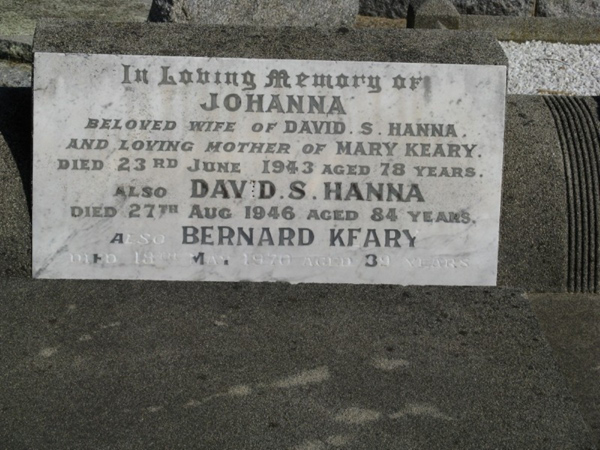 In Loving Memory of
JOHANNA
BELOVED WIFE OF DAVID. S. HANNA.
AND LOVING MOTHER OF MARY KEARY.
DIED 23RD JUNE 1943 AGED 78 YEARS.
ALSO DAVID. S. HANNA
DIED 27TH AUG 1946 AGED 84 YEARS.
ALSO BERNARD KEARY
DIED MAY AGED YEARS